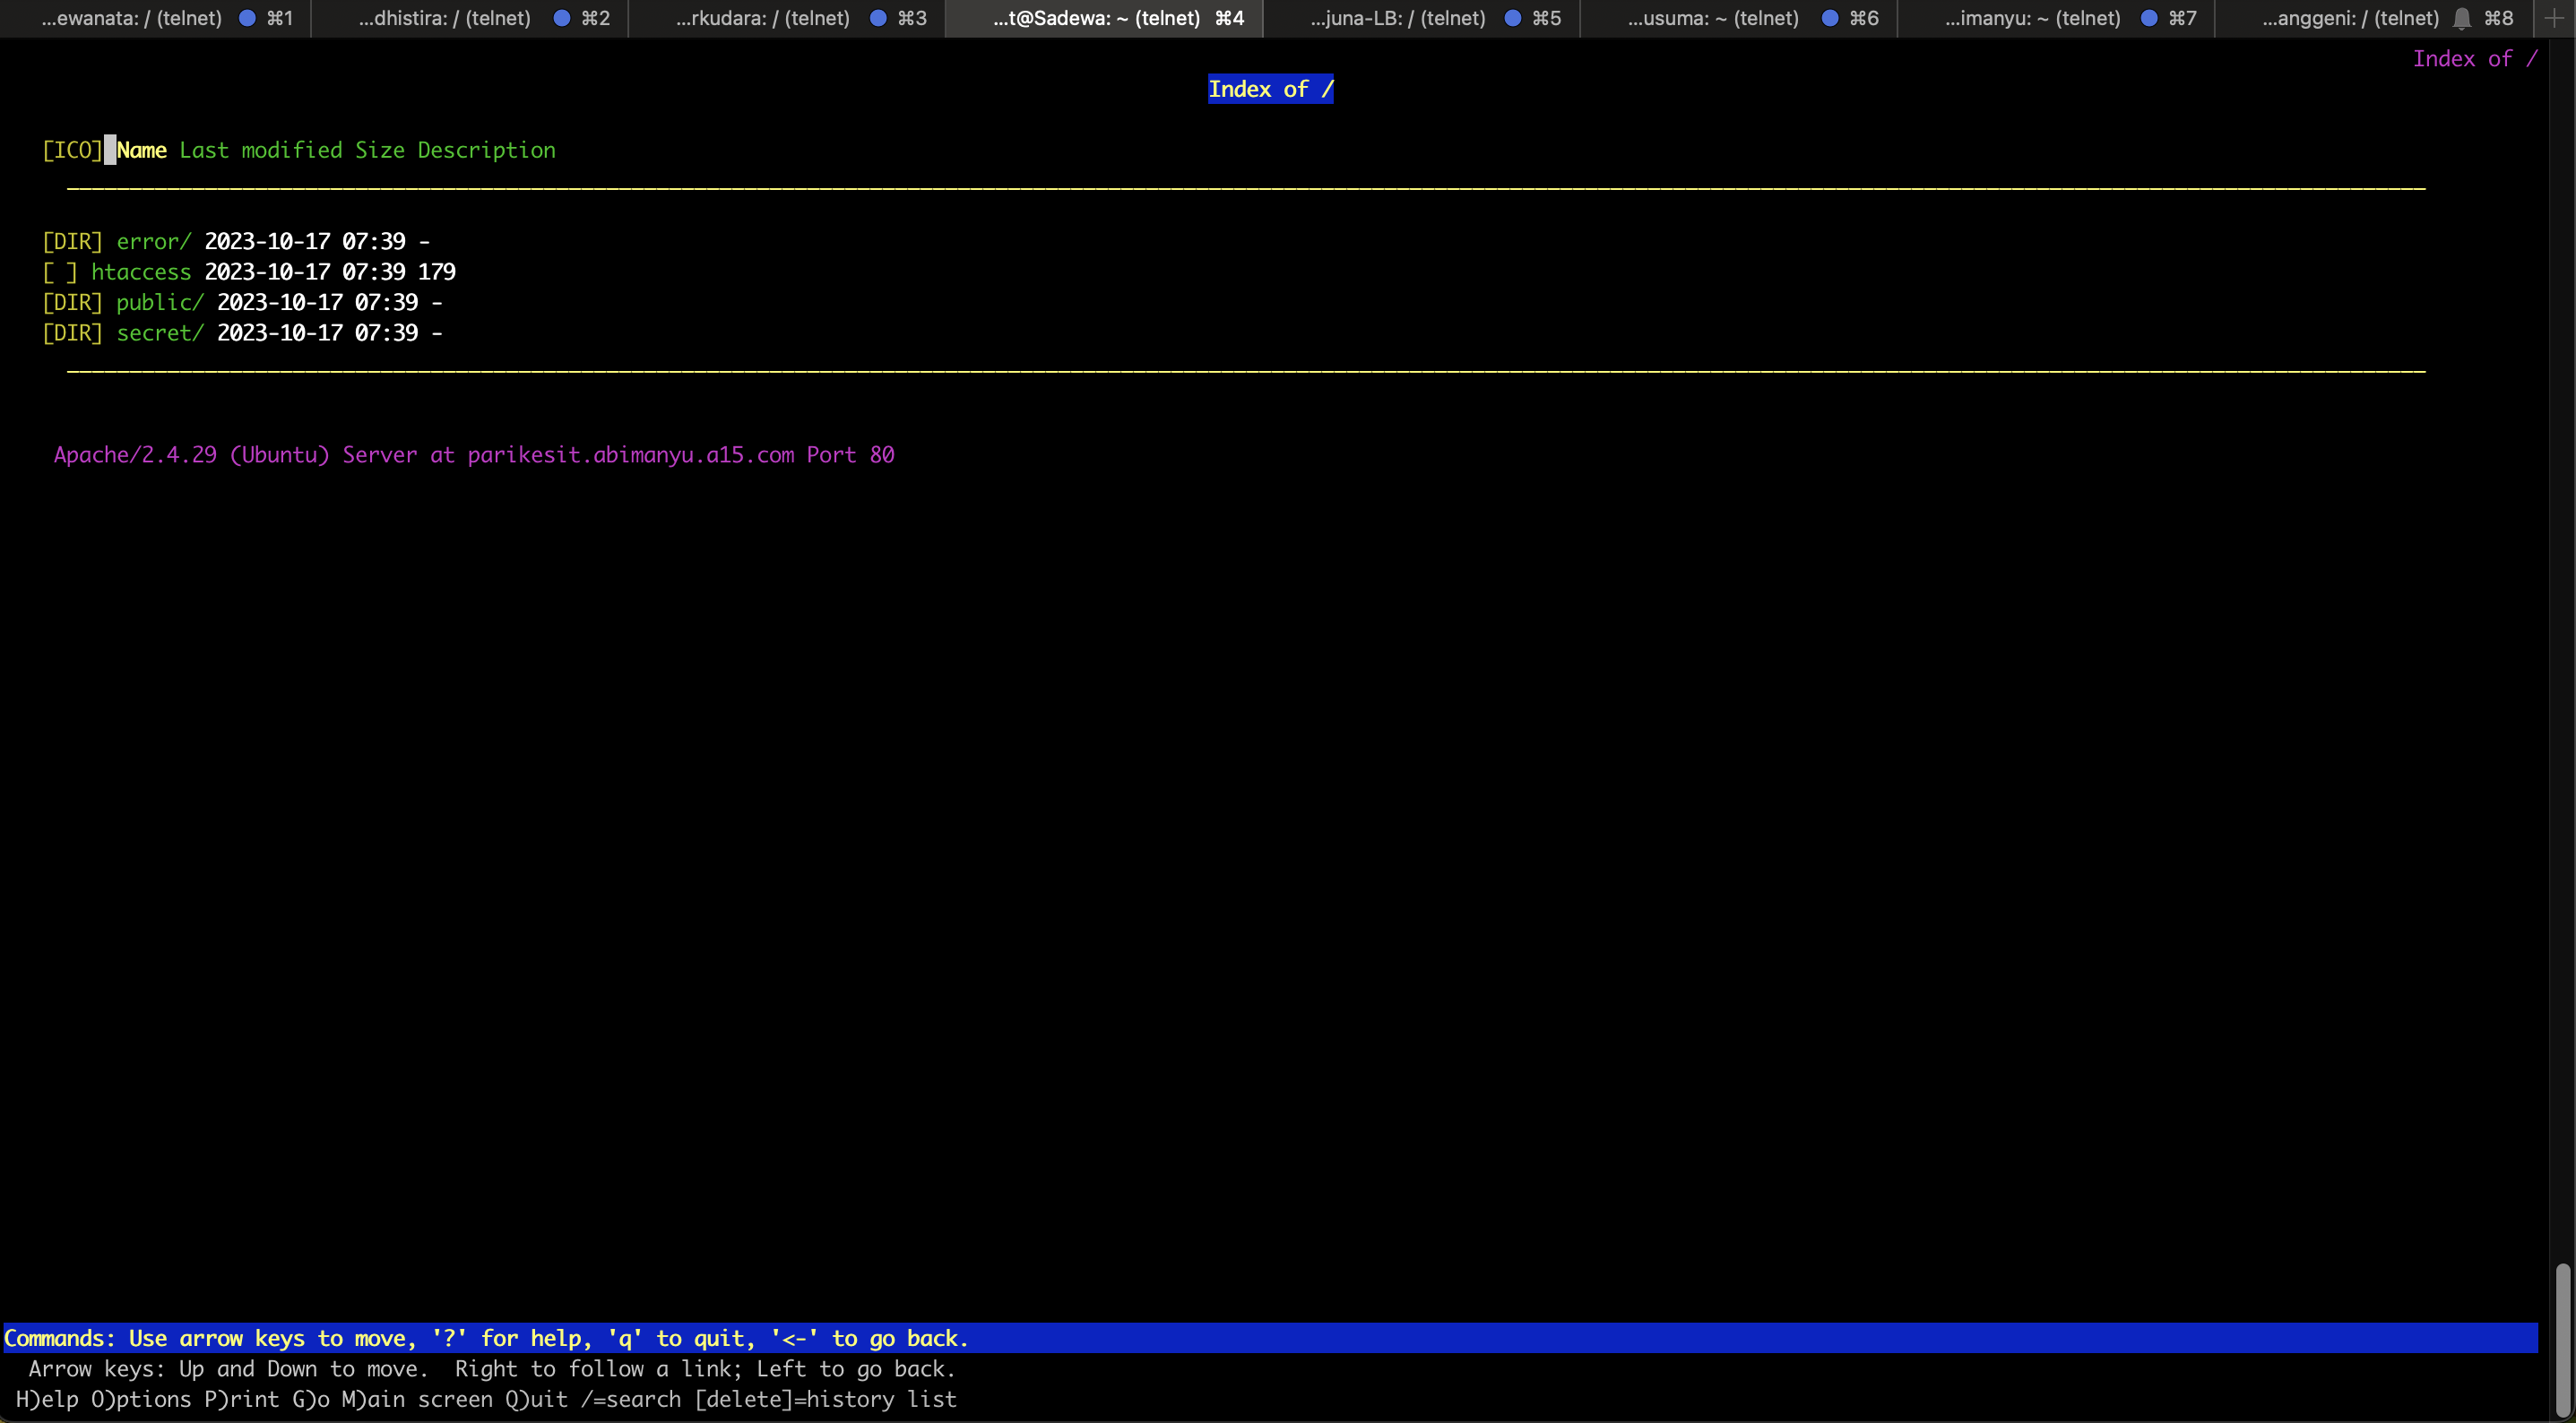 ...ewanata: / (telnet) ⌘1 ...dhistira: / (telnet) ⌘2 ...rkudara: / (telnet) ⌘3 ...t@Sadewa: ~ (telnet) ⌘4 ...juna-LB: / (telnet) ⌘5 ...usuma: ~ (telnet) ⌘6 ...imanyu: ~ (telnet) ⌘7 ...anggeni: / (telnet) ⌘8
Index of /
Index of /
[ICO] Name Last modified Size Description
[DIR] error/ 2023-10-17 07:39 -
[ ] htaccess 2023-10-17 07:39 179
[DIR] public/ 2023-10-17 07:39 -
[DIR] secret/ 2023-10-17 07:39 -
Apache/2.4.29 (Ubuntu) Server at parikesit.abimanyu.a15.com Port 80
Commands: Use arrow keys to move, '?' for help, 'q' to quit, '<-' to go back.
Arrow keys: Up and Down to move.  Right to follow a link; Left to go back.
H)elp O)ptions P)rint G)o M)ain screen Q)uit /=search [delete]=history list